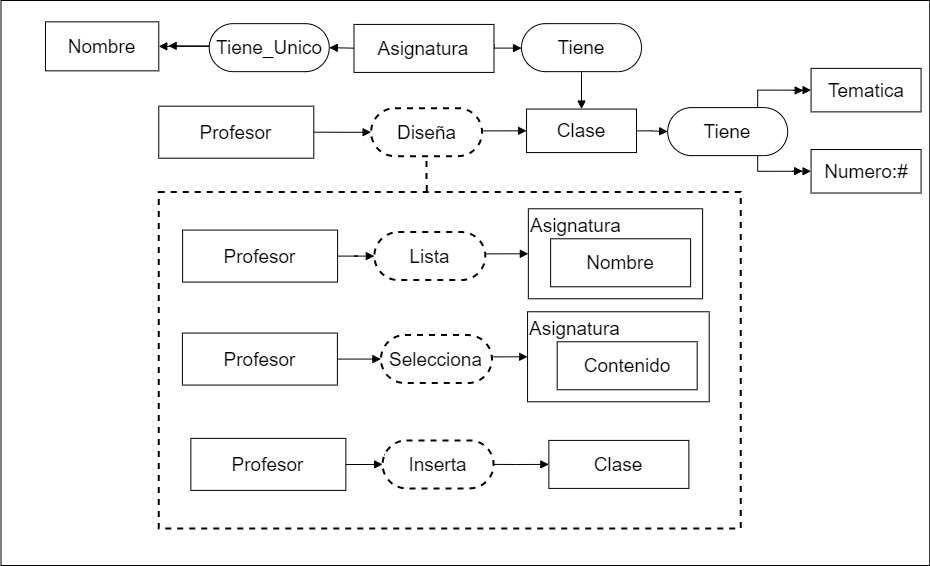 Nombre
Tiene_Unico
Asignatura
Tiene
Profesor
Diseña
Clase
Tiene
Tematica
Numero:#
Profesor
Lista
Asignatura
Nombre
Profesor
Selecciona
Asignatura
Contenido
Profesor
Inserta
Clase